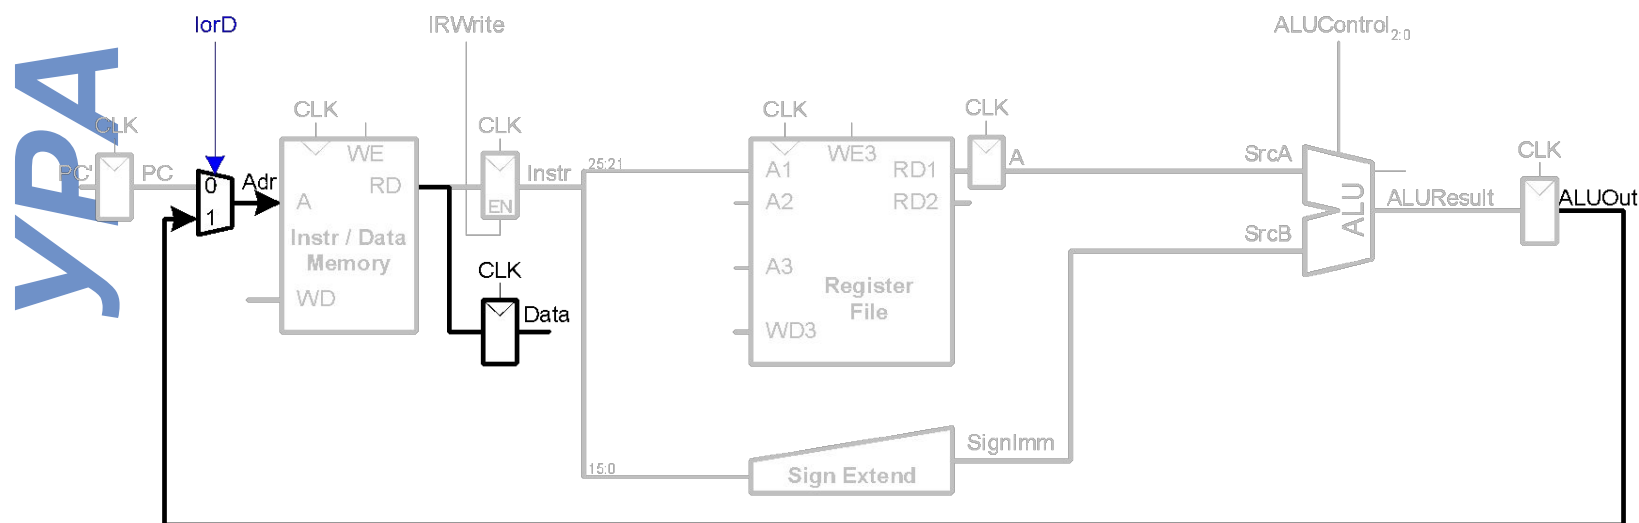 IorD
IRWrite
ALUControl2:0
CLK
CLK
CLK
CLK
CLK
CLK
PC'
PC
0
1
Adr
WE
RD
A
Instr / Data
Memory
WD
EN
Instr
CLK
Data
25:21
A1
A2
A3
WD3
WE3
RD1
RD2
Register
File
A
SrcA
SrcB
ALU
ALUResult
ALUOut
15:0
Sign Extend
SignImm
УРА